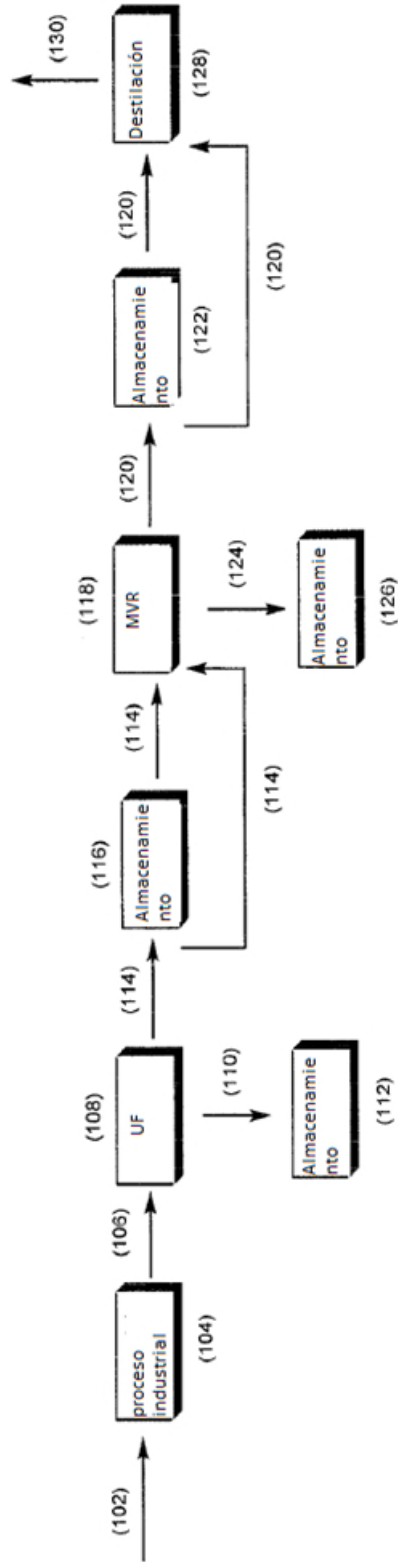 (102)
proceso
industrial
(104)
(106)
(108)
UF
(110)
Almacenamie
nto
(112)
(114)
(116)
Almacenamie
nto
(114)
(114)
(118)
MVR
(124)
Almacenamie
nto
(126)
(120)
Almacenamie
nto
(122)
(120)
(120)
Destilación
(128)
(130)